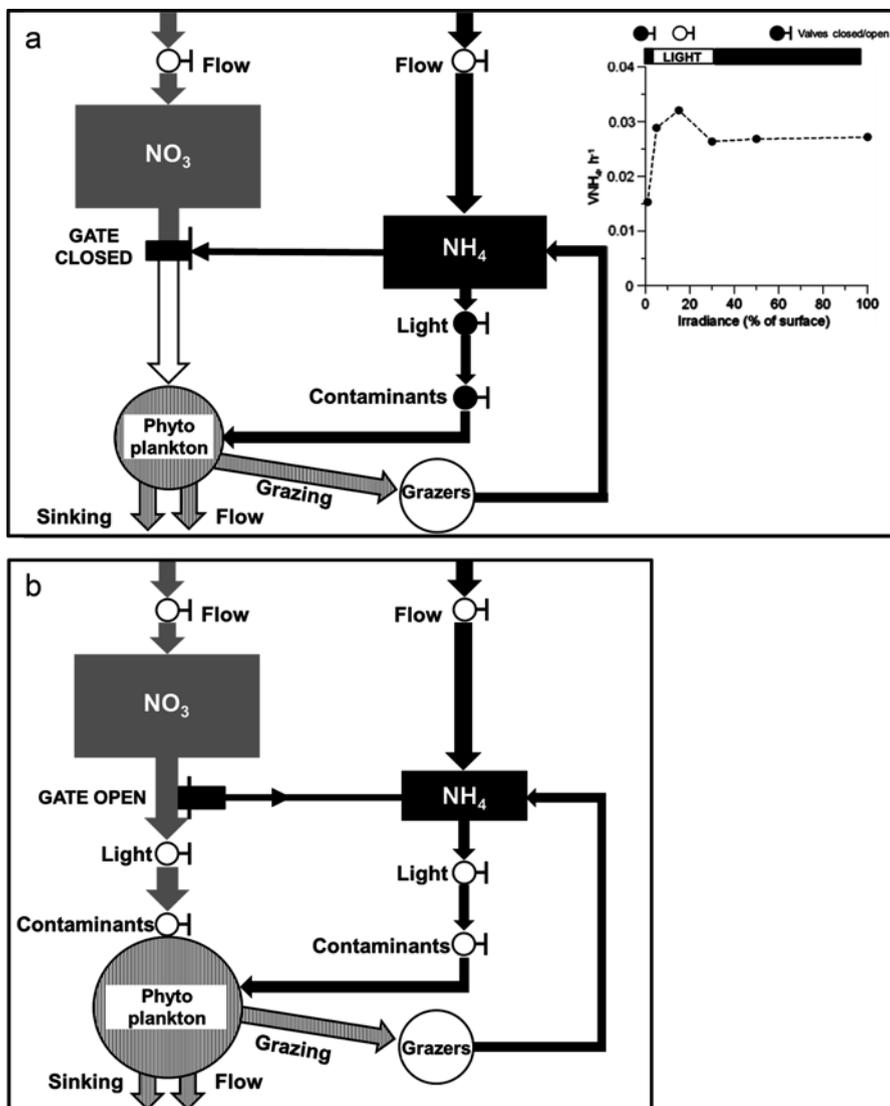 a
Flow
Flow
NO3
GATE
CLOSED
NH4
Light
Contaminants
Phyto
plankton
Grazing
Grazers
Sinking
Flow
Valves closed/open
LIGHT
0.04
0.03
0.02
0.01
0
VNH4, h-1
0 20 40 60 80 100
Irradiance (% of surface)
b
Flow
Flow
NO3
GATE OPEN
NH4
Light
Light
Contaminants
Contaminants
Phyto
plankton
Grazing
Grazers
Sinking
Flow